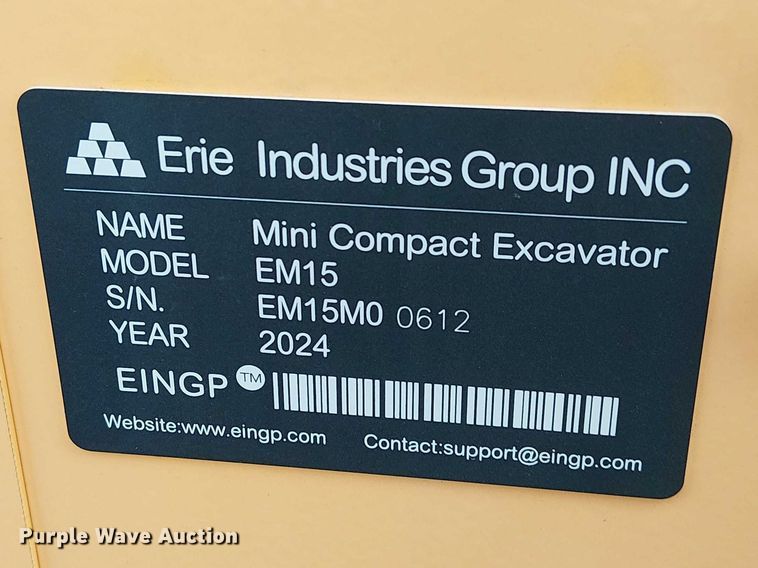 Erie Industries Group INC
NAME Mini Compact Excavator
MODEL EM15
S/N. EM15M0 0612
YEAR 2024
EINGP TM
Website:www.eingp.com Contact:support@eingp.com
Purple Wave Auction